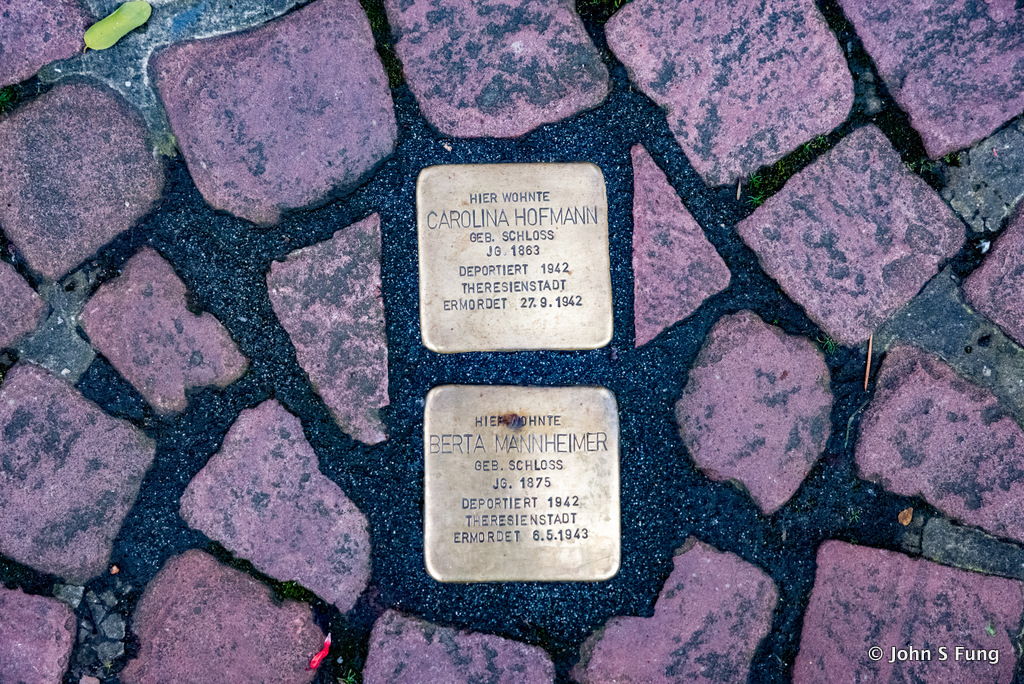 HIER WOHNTE
CAROLINA HOFMANN
GEB. SCHLOSS
JG. 1863
DEPORTIERT 1942
THERESIENSTADT
ERMORDET 27.9.1942
HIER WOHNTE
BERTA MANNHEIMER
GEB. SCHLOSS
JG. 1875
DEPORTIERT 1942
THERESIENSTADT
ERMORDET 6.5.1943
© John S Fung